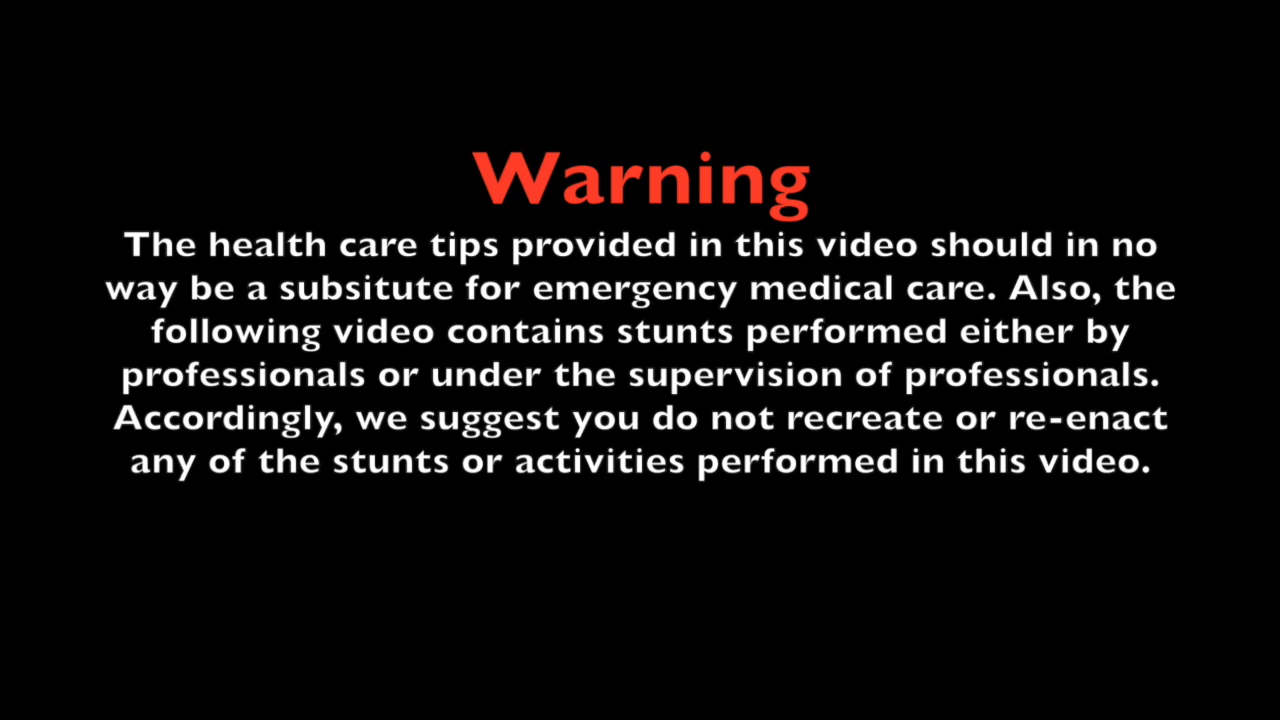 Warning
The health care tips provided in this video should in no
way be a subsitute for emergency medical care. Also, the
following video contains stunts performed either by
professionals or under the supervision of professionals.
Accordingly, we suggest you do not recreate or re-enact
any of the stunts or activities performed in this video.